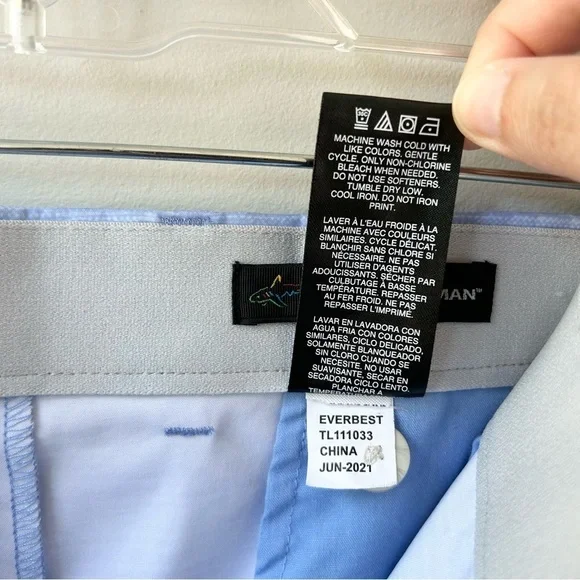 30C
MACHINE WASH COLD WITH
LIKE COLORS. GENTLE
CYCLE. ONLY NON-CHLORINE
BLEACH WHEN NEEDED.
DO NOT USE SOFTENERS.
TUMBLE DRY LOW.
COOL IRON. DO NOT IRON
PRINT.
LAVER À L'EAU FROIDE À LA
MACHINE AVEC COULEURS
SIMILAIRES. CYCLE DÉLICAT.
BLANCHIR SANS CHLORE SI
NÉCESSAIRE. NE PAS
UTILISER D'AGENTS
ADOUCISSANTS. SÉCHER PAR
CULBUTAGE À BASSE
TEMPÉRATURE. REPASSER
AU FER FROID. NE PAS
REPASSER L'IMPRIMÉ.
LAVAR EN LAVADORA CON
AGUA FRIA CON COLORES
SIMILARES, CICLO DELICADO,
SOLAMENTE BLANQUEADOR
SIN CLORO CUANDO SE
NECESITE. NO USAR
SUAVISANTE, SECAR EN
SECADORA CICLO LENTO.
PLANCHAR A
MAN™
EVERBEST
TL111033
CHINA
JUN-2021